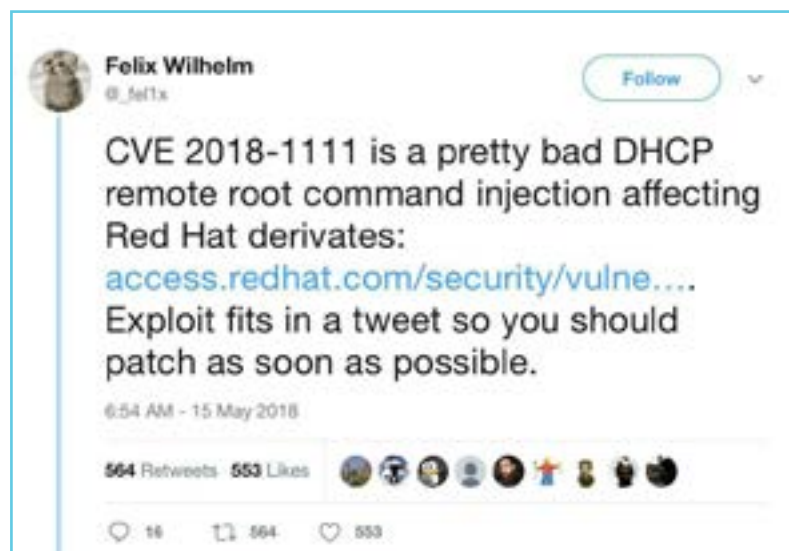 Felix Wilhelm
@_fel1x
Follow
CVE 2018-1111 is a pretty bad DHCP
remote root command injection affecting
Red Hat derivates:
access.redhat.com/security/vulne….
Exploit fits in a tweet so you should
patch as soon as possible.
6:54 AM - 15 May 2018
564 Retweets 553 Likes
16 564 553